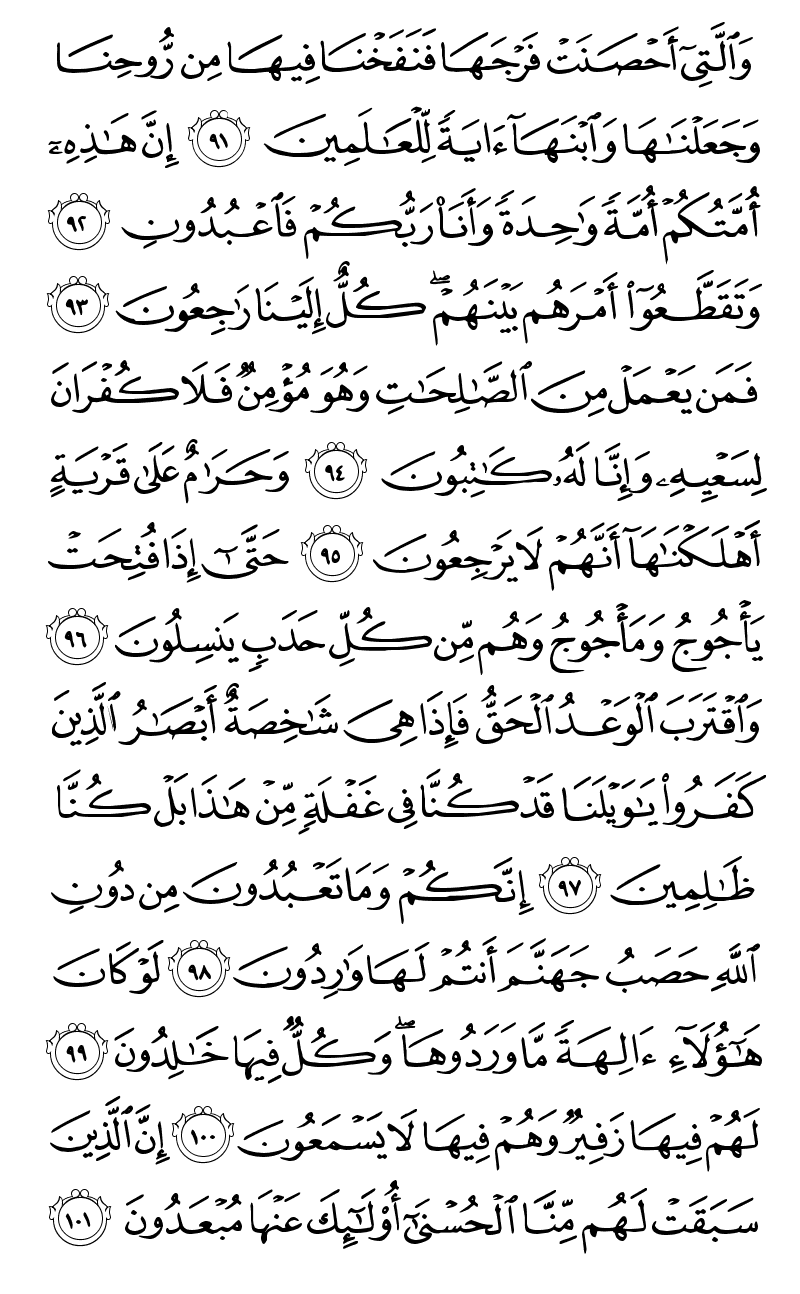 وَٱلَّتِىٓ أَحْصَنَتْ فَرْجَهَا فَنَفَخْنَا فِيهَا مِن رُّوحِنَا
وَجَعَلْنَـٰهَا وَٱبْنَهَآ ءَايَةً لِّلْعَـٰلَمِينَ ٩١ إِنَّ هَـٰذِهِۦٓ
أُمَّتُكُمْ أُمَّةً وَٰحِدَةً وَأَنَا۠ رَبُّكُمْ فَٱعْبُدُونِ ٩٢
وَتَقَطَّعُوٓا۟ أَمْرَهُم بَيْنَهُمْ ۖ كُلٌّ إِلَيْنَا رَٰجِعُونَ ٩٣
فَمَن يَعْمَلْ مِنَ ٱلصَّـٰلِحَـٰتِ وَهُوَ مُؤْمِنٌ فَلَا كُفْرَانَ
لِسَعْيِهِۦ وَإِنَّا لَهُۥ كَـٰتِبُونَ ٩٤ وَحَرَٰمٌ عَلَىٰ قَرْيَةٍ
أَهْلَكْنَـٰهَآ أَنَّهُمْ لَا يَرْجِعُونَ ٩٥ حَتَّىٰٓ إِذَا فُتِحَتْ
يَأْجُوجُ وَمَأْجُوجُ وَهُم مِّن كُلِّ حَدَبٍ يَنسِلُونَ ٩٦
وَٱقْتَرَبَ ٱلْوَعْدُ ٱلْحَقُّ فَإِذَا هِىَ شَـٰخِصَةٌ أَبْصَـٰرُ ٱلَّذِينَ
كَفَرُوا۟ يَـٰوَيْلَنَا قَدْ كُنَّا فِى غَفْلَةٍ مِّنْ هَـٰذَا بَلْ كُنَّا
ظَـٰلِمِينَ ٩٧ إِنَّكُمْ وَمَا تَعْبُدُونَ مِن دُونِ
ٱللَّهِ حَصَبُ جَهَنَّمَ أَنتُمْ لَهَا وَٰرِدُونَ ٩٨ لَوْ كَانَ
هَـٰٓؤُلَآءِ ءَالِهَةً مَّا وَرَدُوهَا ۖ وَكُلٌّ فِيهَا خَـٰلِدُونَ ٩٩
لَهُمْ فِيهَا زَفِيرٌ وَهُمْ فِيهَا لَا يَسْمَعُونَ ١٠٠ إِنَّ ٱلَّذِينَ
سَبَقَتْ لَهُم مِّنَّا ٱلْحُسْنَىٰٓ أُو۟لَـٰٓئِكَ عَنْهَا مُبْعَدُونَ ١٠١